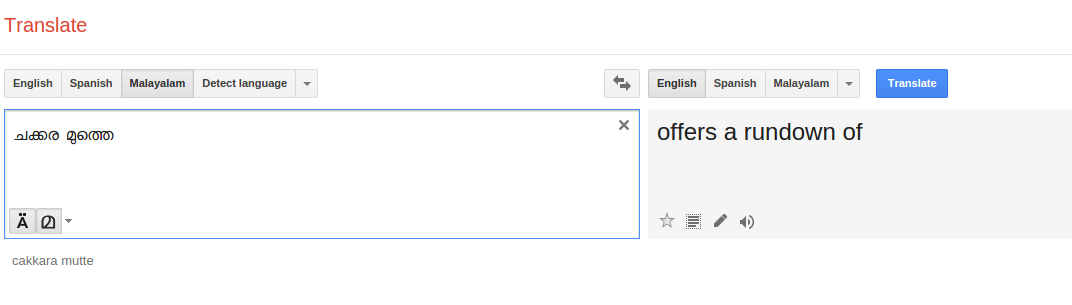 Translate
English Spanish Malayalam Detect language English Spanish Malayalam Translate
ചക്കര മുത്തെ
offers a rundown of
Ä മ
cakkara mutte